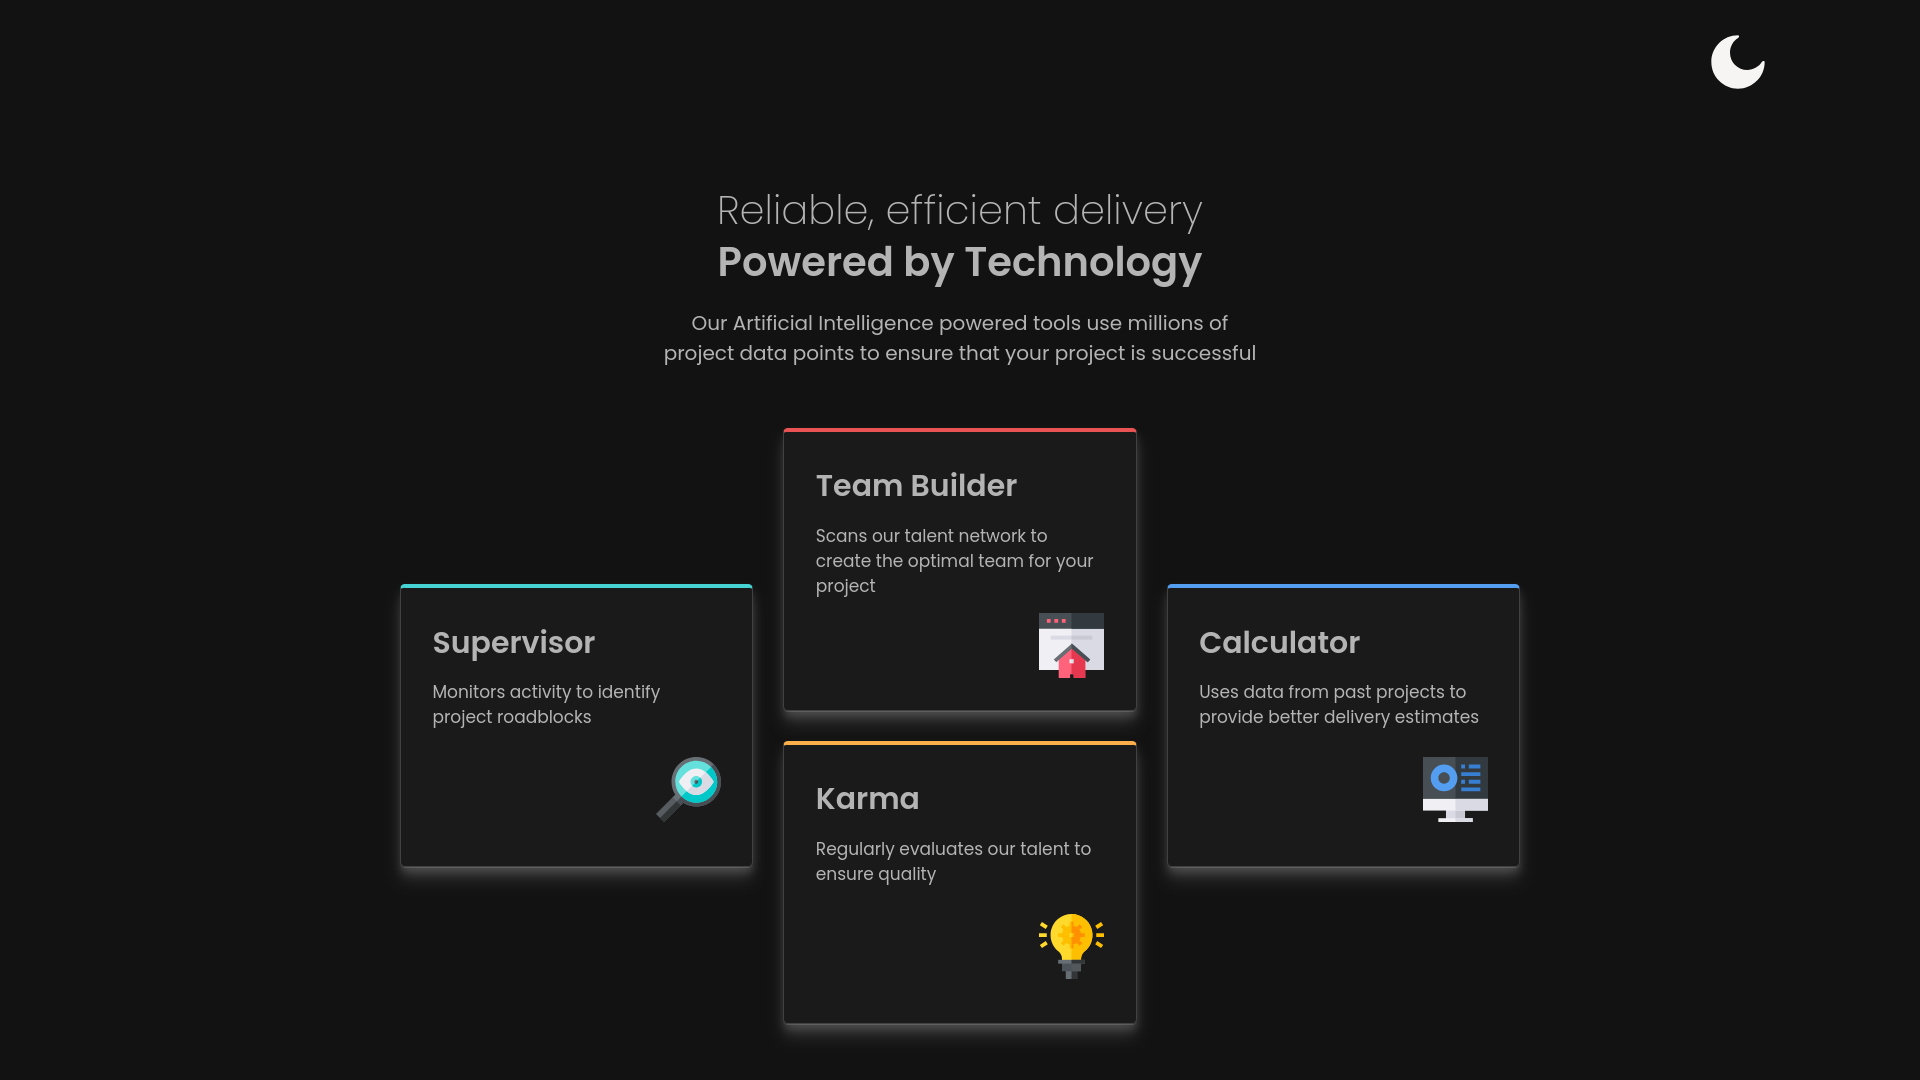 Reliable, efficient delivery
Powered by Technology
Our Artificial Intelligence powered tools use millions of
project data points to ensure that your project is successful
Supervisor
Monitors activity to identify
project roadblocks
Team Builder
Scans our talent network to
create the optimal team for your
project
Karma
Regularly evaluates our talent to
ensure quality
Calculator
Uses data from past projects to
provide better delivery estimates